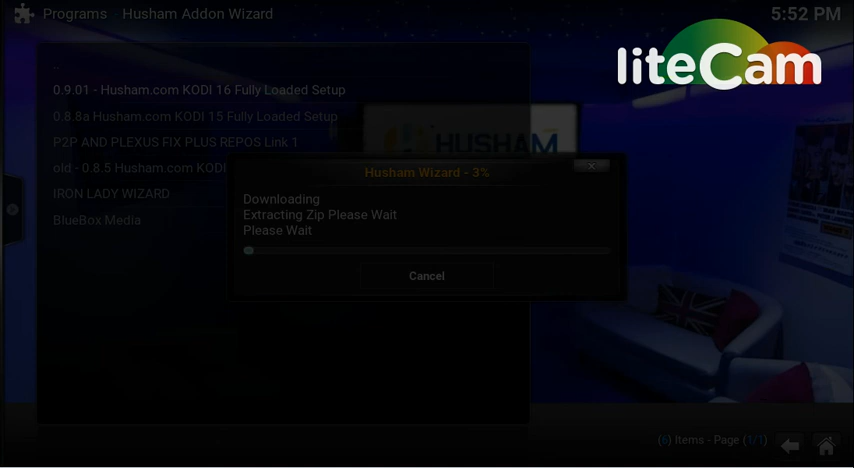 Programs Husham Addon Wizard
5:52 PM
liteCam
..
0.9.01 - Husham.com KODI 16 Fully Loaded Setup
0.8.8a Husham.com KODI 15 Fully Loaded Setup
P2P AND PLEXUS FIX PLUS REPOS Link 1
old - 0.8.5 Husham.com KODI
IRON LADY WIZARD
BlueBox Media
HUSHAM
Husham Wizard - 3%
Downloading
Extracting Zip Please Wait
Please Wait
Cancel
(6) Items - Page (1/1)